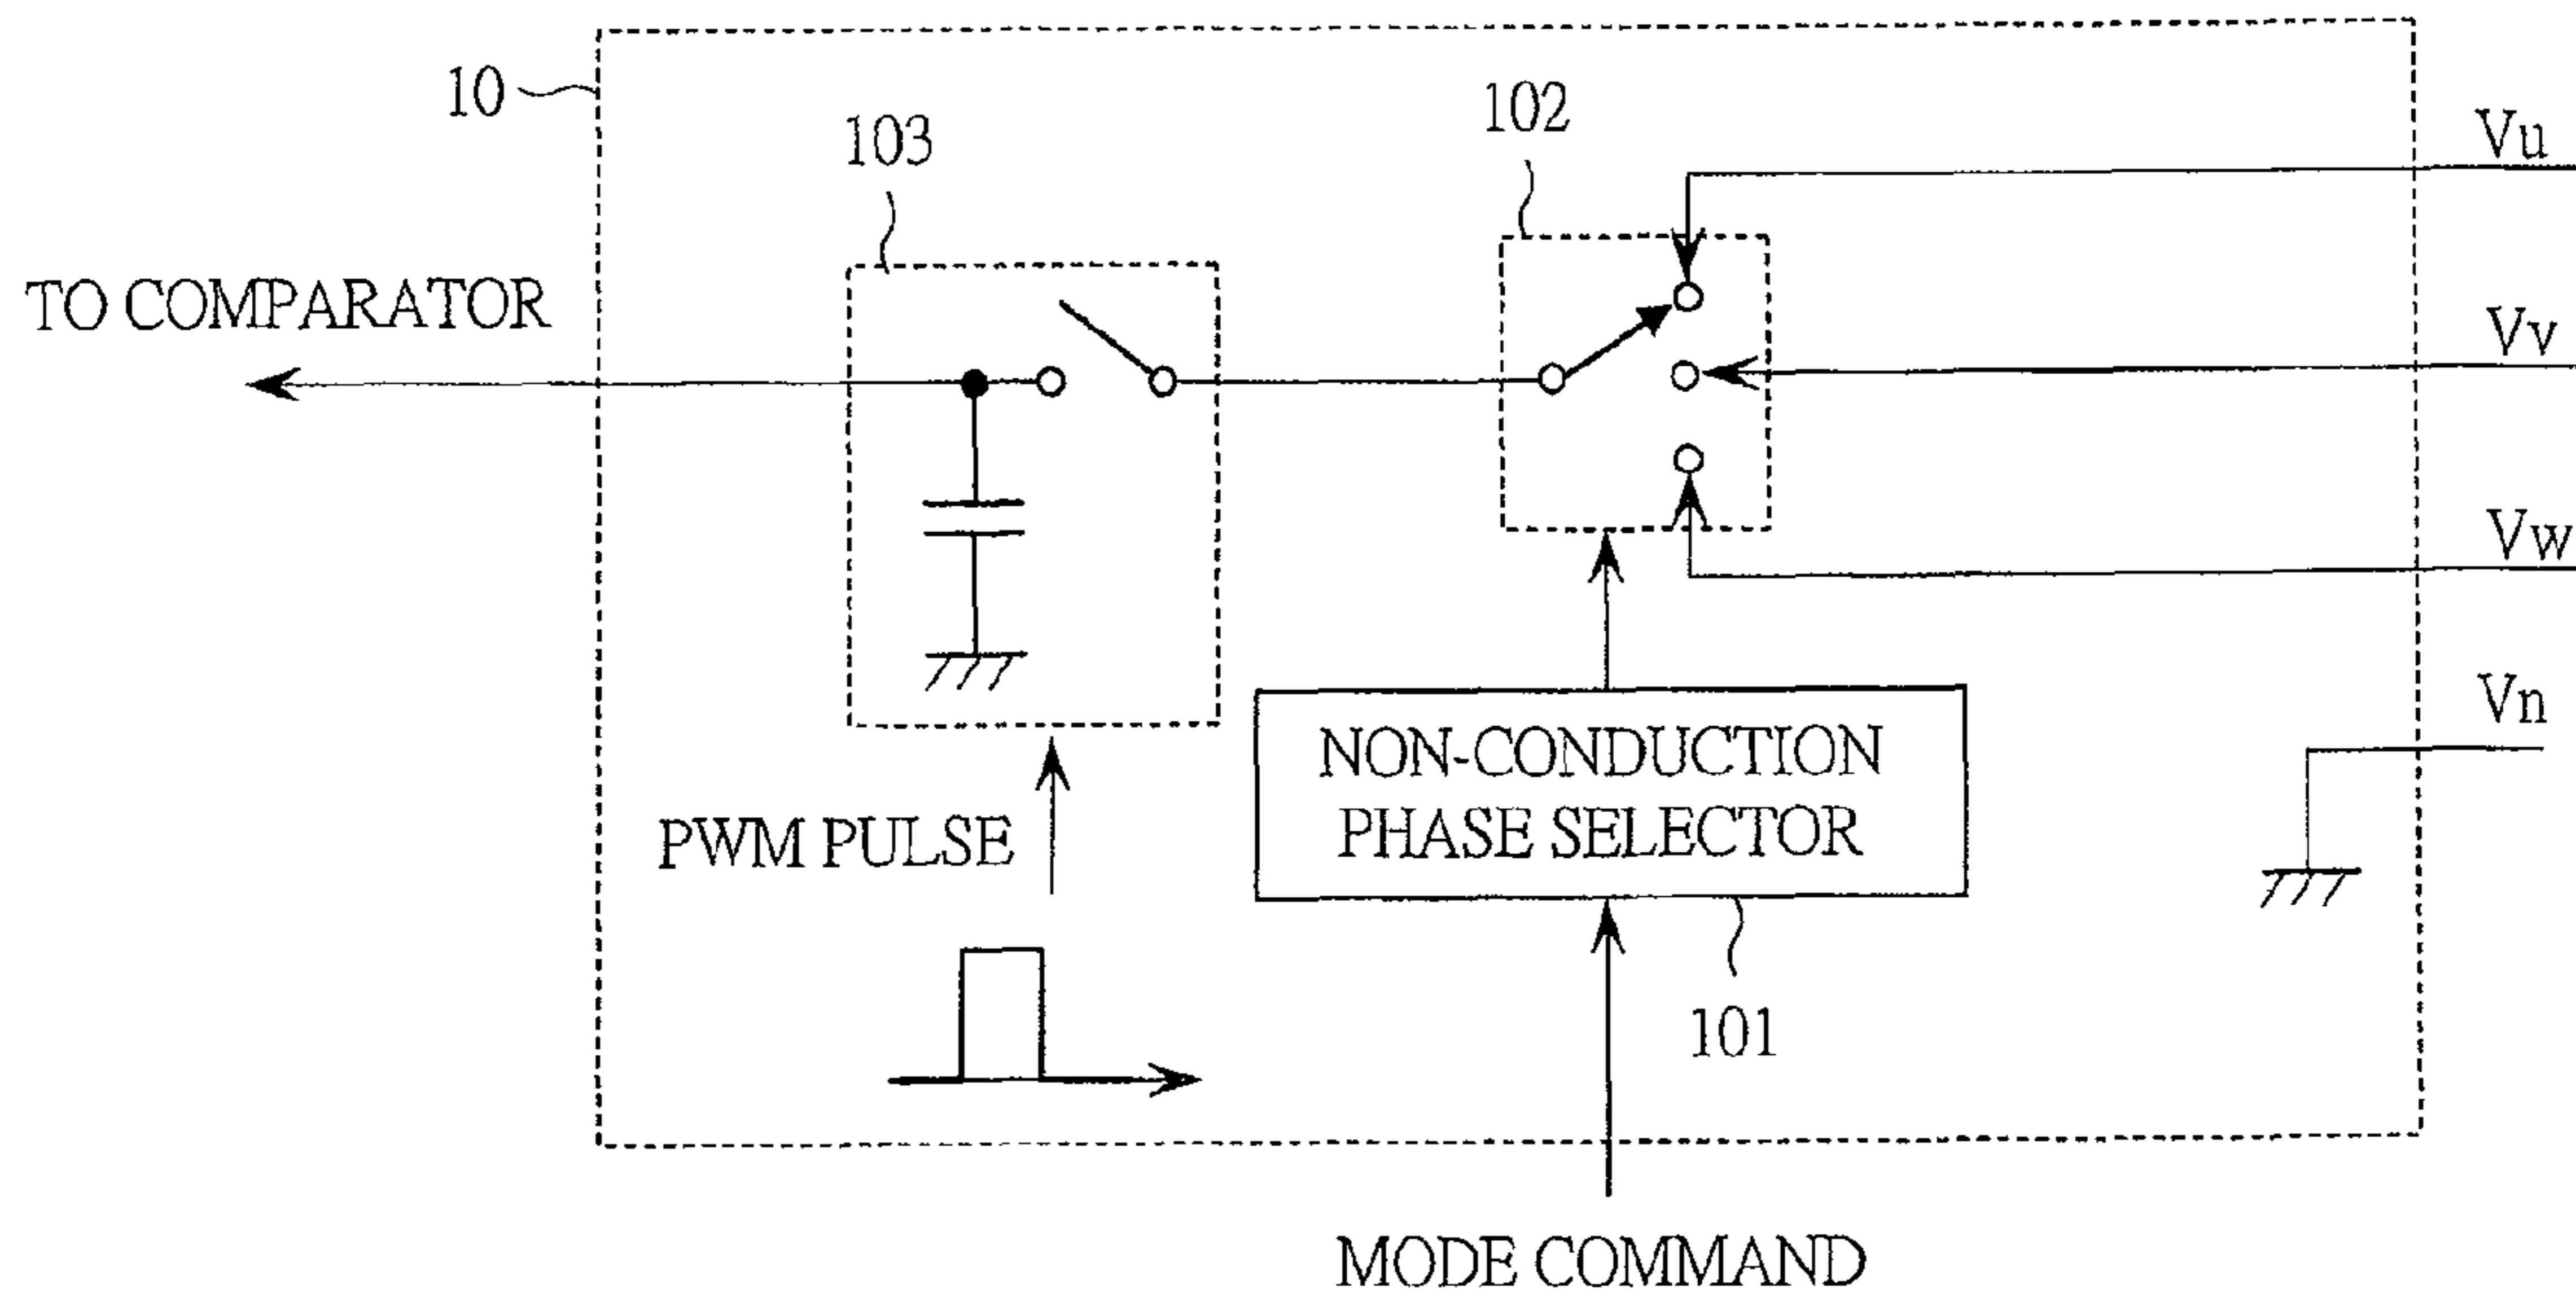 10
103
102
Vu
TO COMPARATOR
Vv
Vw
Vn
NON-CONDUCTION
PHASE SELECTOR
PWM PULSE
101
MODE COMMAND